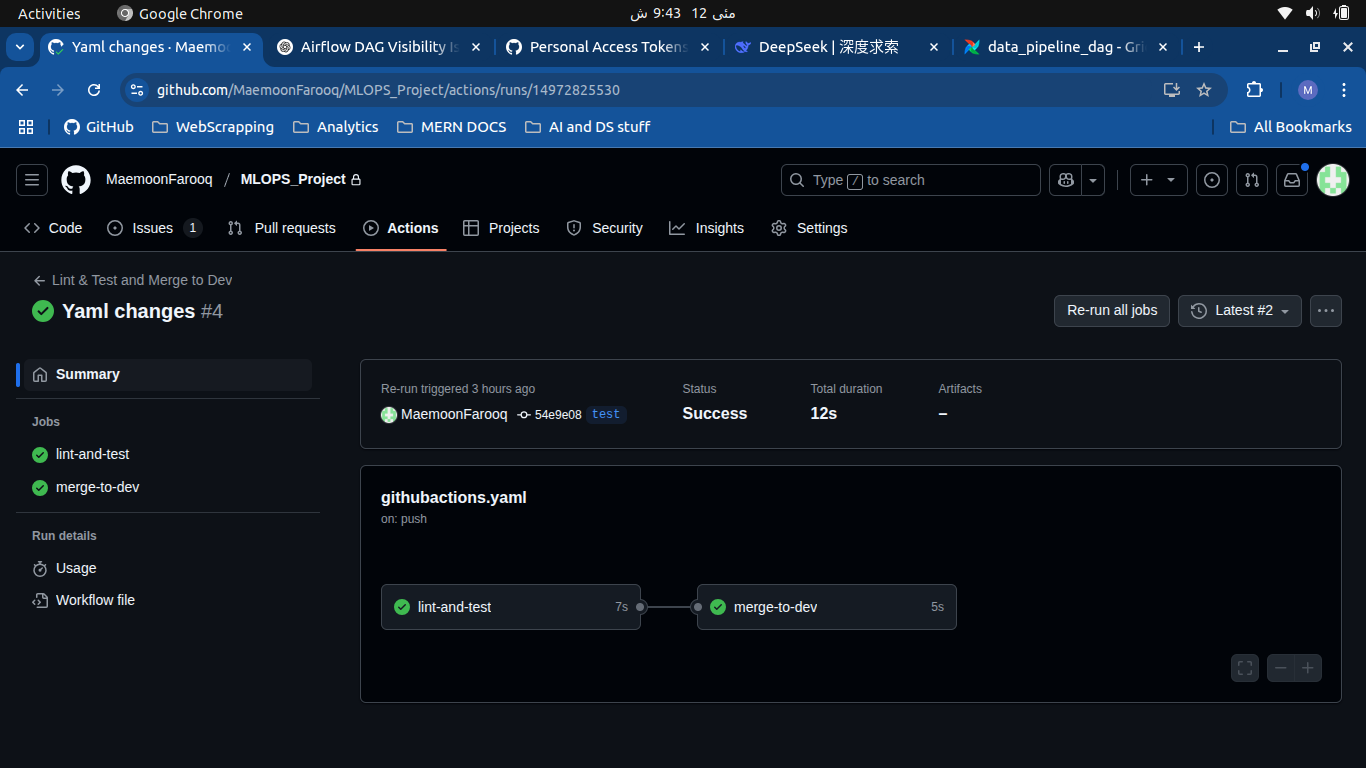 Activities Google Chrome مئی 12 9:43 ش
Yaml changes · Maemoo Airflow DAG Visibility Is Personal Access Tokens DeepSeek | 深度求索 data_pipeline_dag - Gri
github.com/MaemoonFarooq/MLOPS_Project/actions/runs/14972825530 M
GitHub WebScrapping Analytics MERN DOCS AI and DS stuff All Bookmarks
MaemoonFarooq / MLOPS_Project Type / to search
Code Issues 1 Pull requests Actions Projects Security Insights Settings
Lint & Test and Merge to Dev
Yaml changes #4
Re-run all jobs Latest #2
Summary
Jobs
lint-and-test
merge-to-dev
Run details
Usage
Workflow file
Re-run triggered 3 hours ago Status Total duration Artifacts
MaemoonFarooq 54e9e08 test Success 12s –
githubactions.yaml
on: push
lint-and-test 7s merge-to-dev 5s